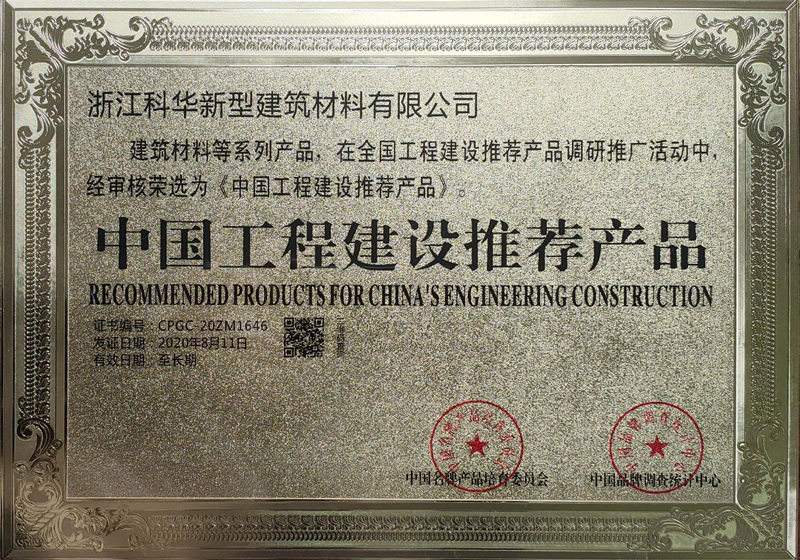 浙江科华新型建筑材料有限公司
建筑材料等系列产品，在全国工程建设推荐产品调研推广活动中，
经审核荣选为《中国工程建设推荐产品》。
中国工程建设推荐产品
RECOMMENDED PRODUCTS FOR CHINA'S ENGINEERING CONSTRUCTION
证书编号：CPGC-20ZM1646
发证日期：2020年8月11日
有效日期：至长期
中国名牌产品培育委员会
中国品牌调查统计中心